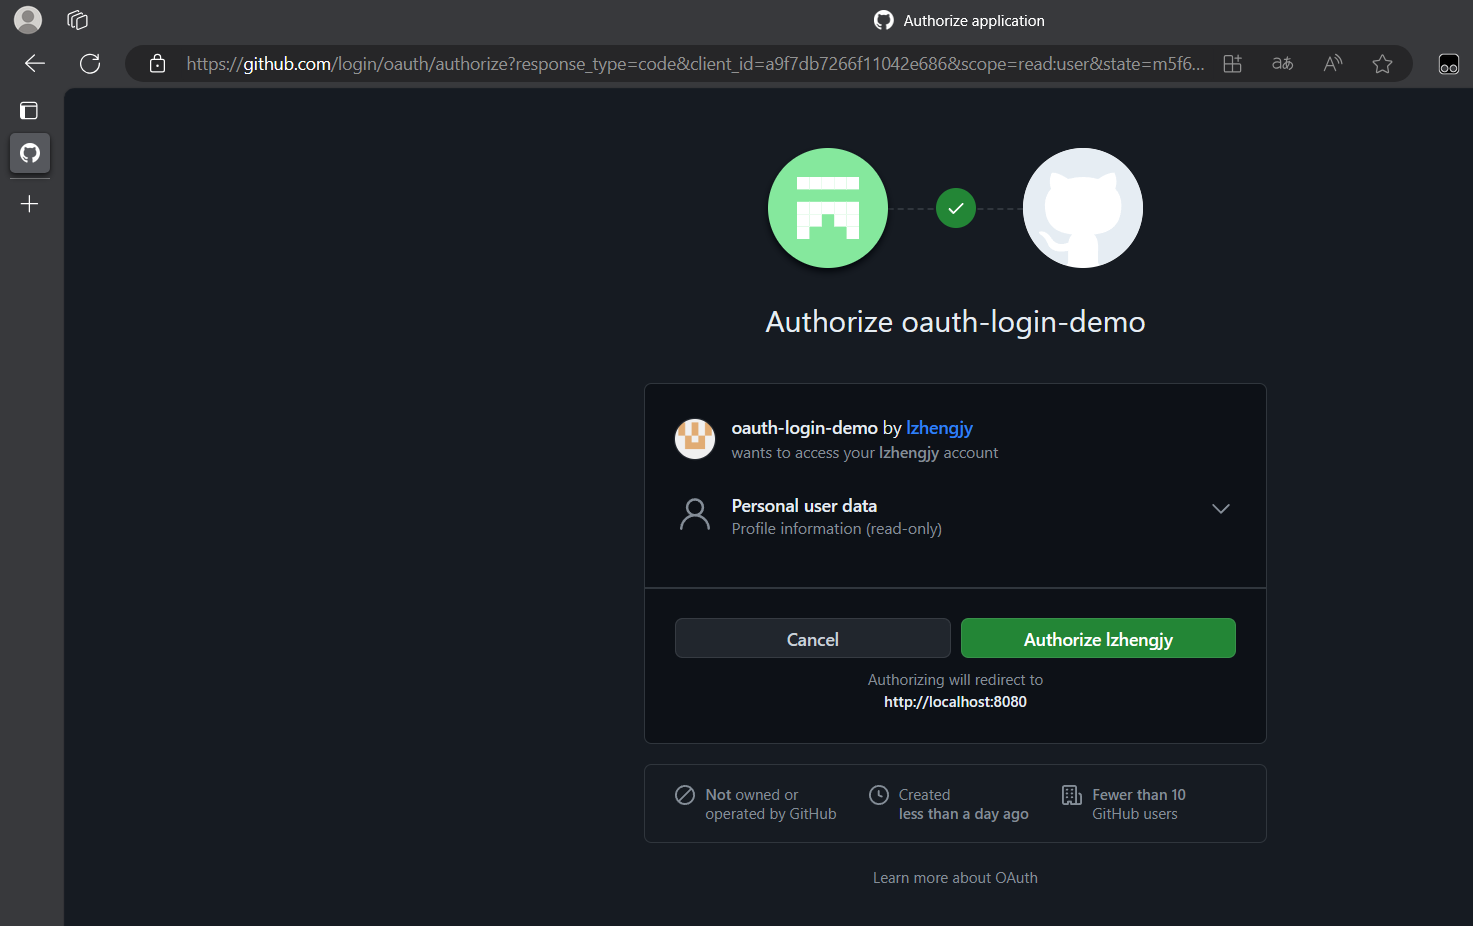 Authorize application
https://github.com/login/oauth/authorize?response_type=code&client_id=a9f7db7266f11042e686&scope=read:user&state=m5f6...
Authorize oauth-login-demo
oauth-login-demo by lzhengjy
wants to access your lzhengjy account
Personal user data
Profile information (read-only)
Cancel
Authorize lzhengjy
Authorizing will redirect to
http://localhost:8080
Not owned or
operated by GitHub
Created
less than a day ago
Fewer than 10
GitHub users
Learn more about OAuth